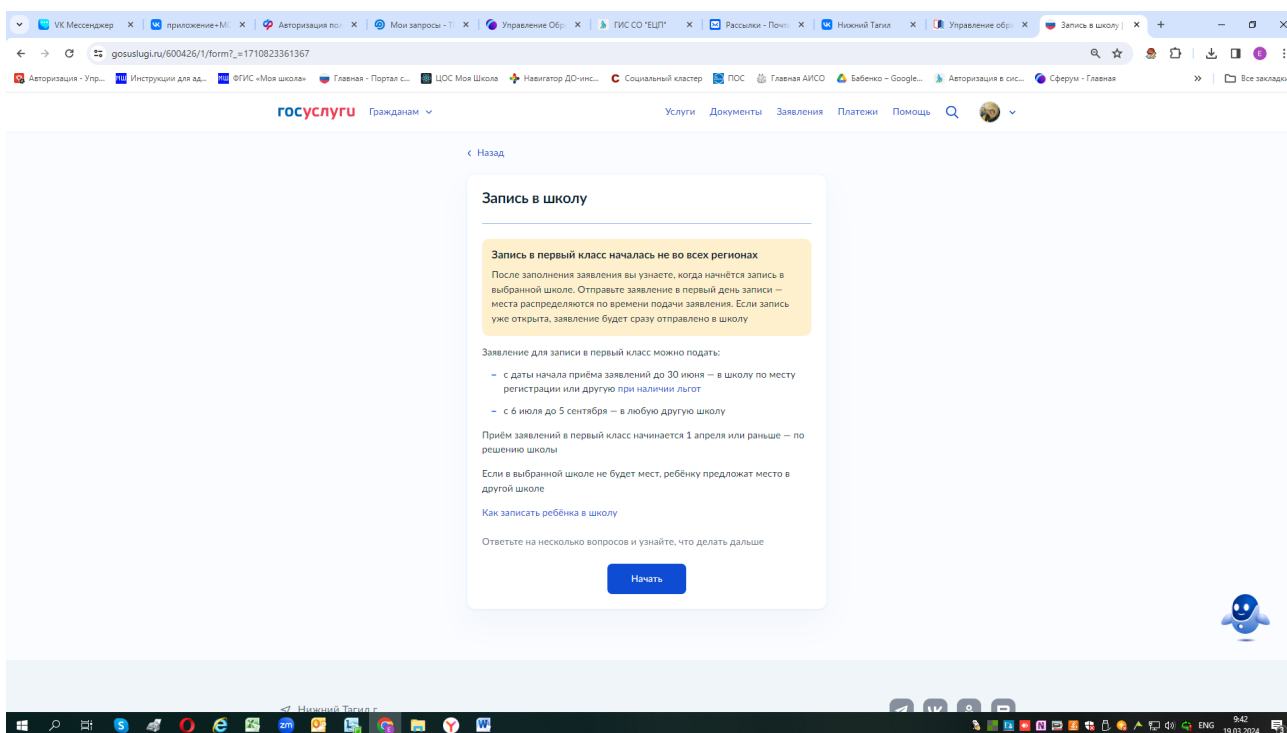 VK Мессенджер
приложение+М
Авторизация пол
Мои запросы - Т
Управление Обр
ГИС СО "ЕЦП"
Рассылки - Почт
Нижний Тагил
Управление обр
Запись в школу |
gosuslugi.ru/600426/1/form?_=1710823361367
Авторизация - Упр...
Инструкции для ад...
ФГИС «Моя школа»
Главная - Портал с...
ЦОС Моя Школа
Навигатор ДО-инс...
Социальный кластер
ПОС
Главная АИСО
Бабенко – Google...
Авторизация в сис...
Сферум - Главная
Все закладки
госуслуги Гражданам Услуги Документы Заявления Платежи Помощь
Назад
Запись в школу
Запись в первый класс началась не во всех регионах
После заполнения заявления вы узнаете, когда начнётся запись в
выбранной школе. Отправьте заявление в первый день записи —
места распределяются по времени подачи заявления. Если запись
уже открыта, заявление будет сразу отправлено в школу
Заявление для записи в первый класс можно подать:
– с даты начала приёма заявлений до 30 июня — в школу по месту
регистрации или другую при наличии льгот
– с 6 июля до 5 сентября — в любую другую школу
Приём заявлений в первый класс начинается 1 апреля или раньше — по
решению школы
Если в выбранной школе не будет мест, ребёнку предложат место в
другой школе
Как записать ребёнка в школу
Ответьте на несколько вопросов и узнайте, что делать дальше
Начать
Нижний Тагил г
ENG
9:42
19.03.2024